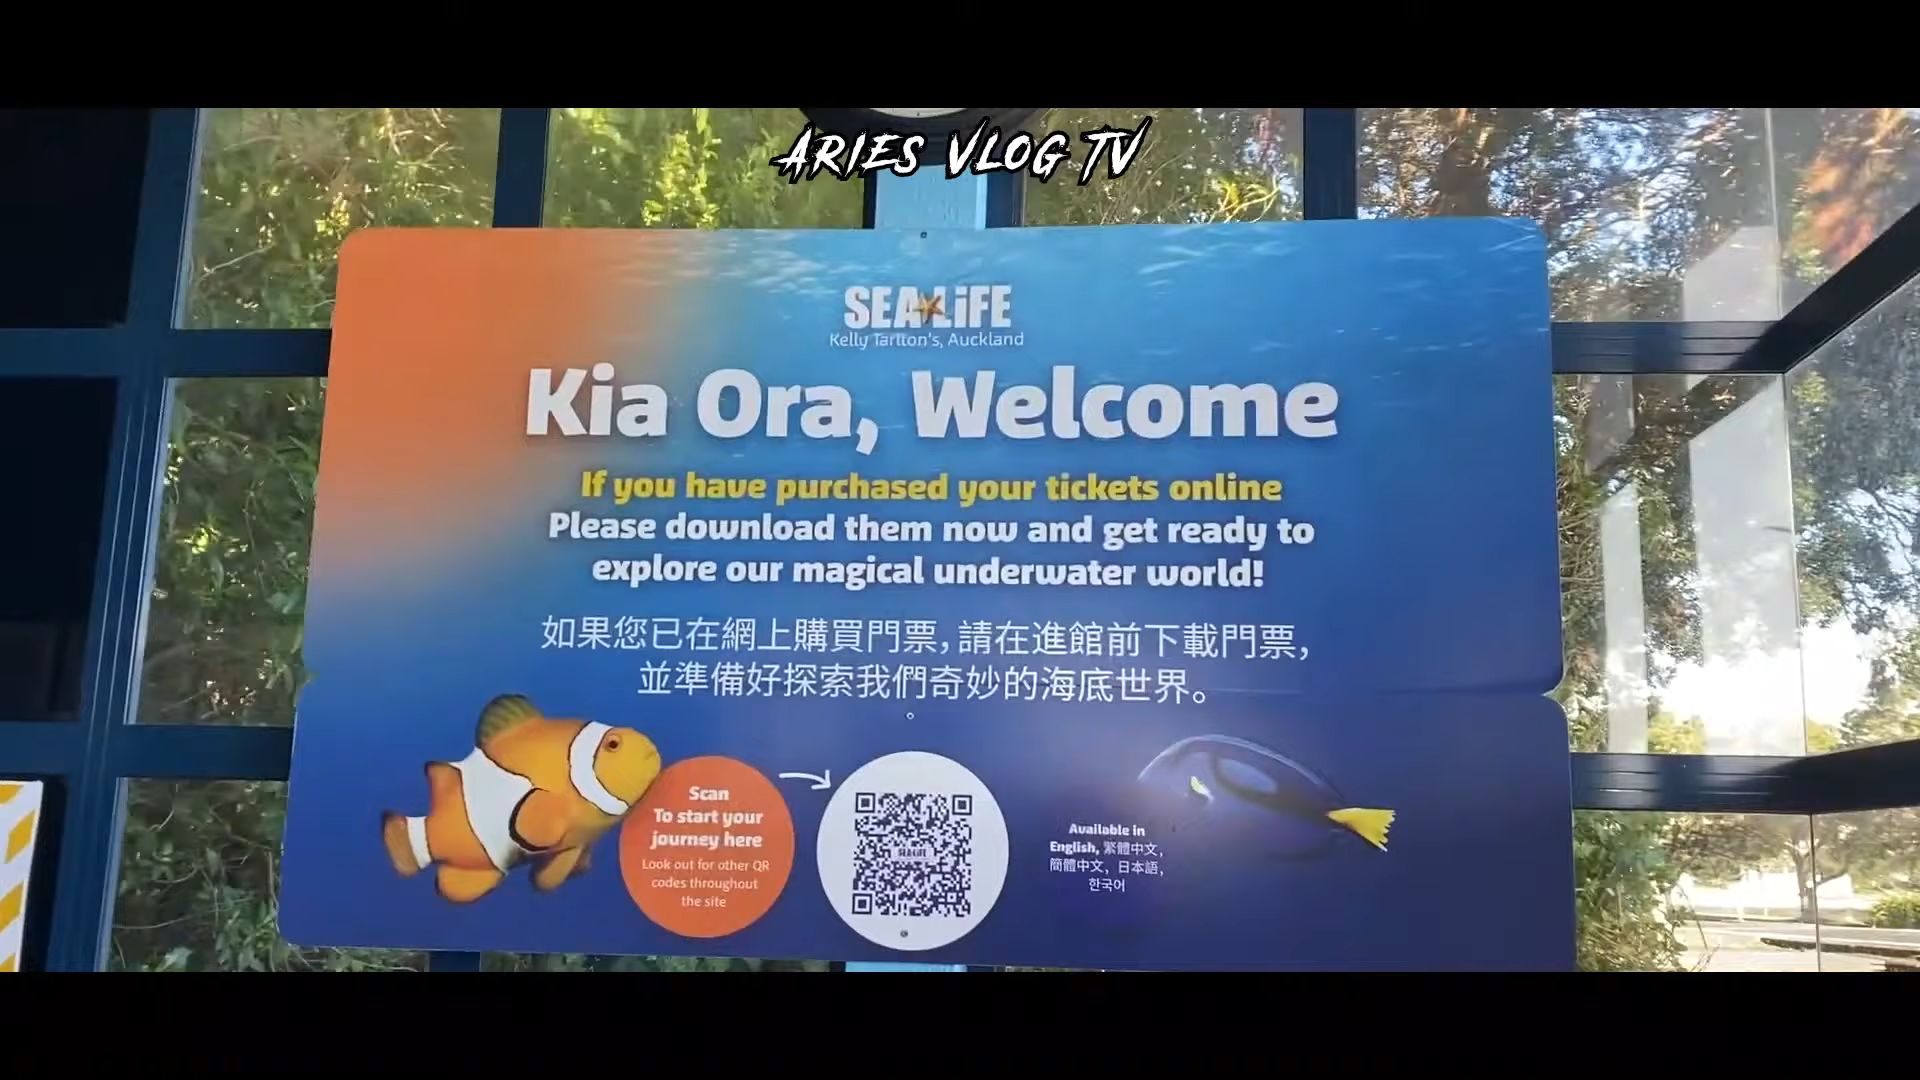 ARIES VLOG TV
SEA LiFE
Kelly Tarlton's, Auckland
Kia Ora, Welcome
If you have purchased your tickets online
Please download them now and get ready to
explore our magical underwater world!
如果您已在網上購買門票，請在進館前下載門票，
並準備好探索我們奇妙的海底世界。
Scan
To start your
journey here
Look out for other QR
codes throughout
the site
SEA LiFE
Available in
English, 繁體中文，
簡體中文，日本語，
한국어